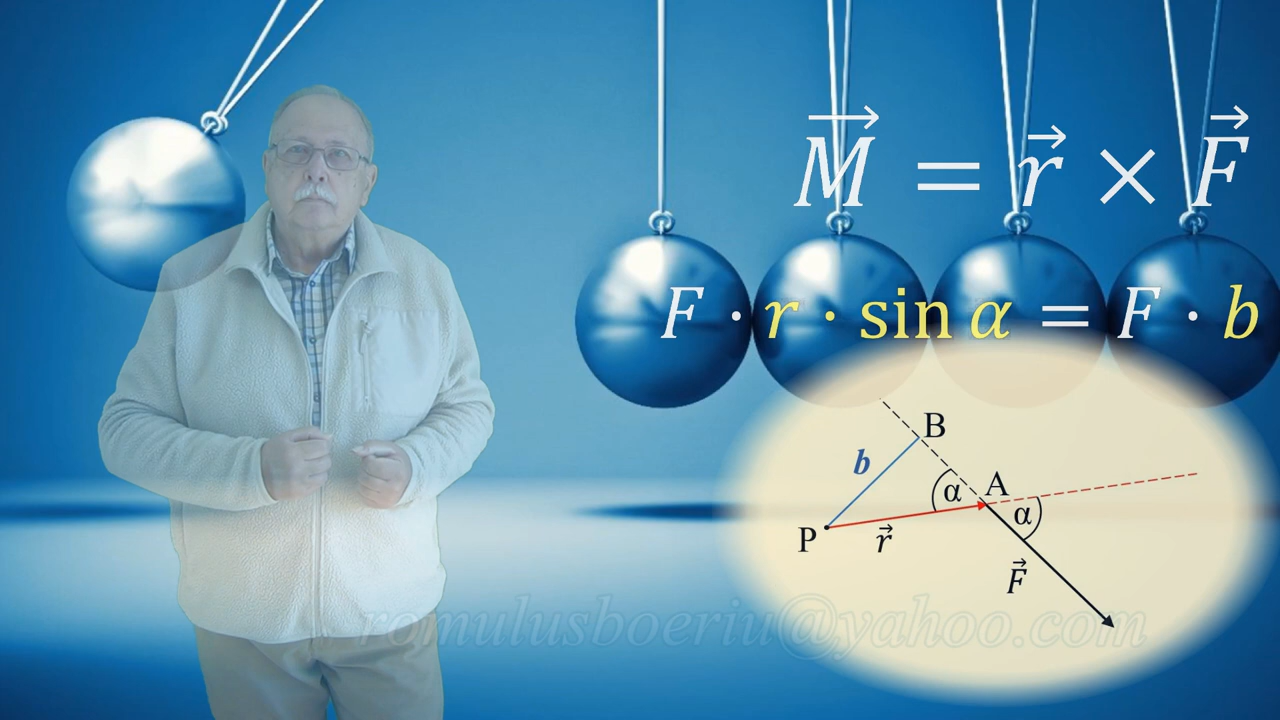 M⃗ = r⃗ × F⃗
F · r · sin α = F · b
B
b
α
A
P
r⃗
α
F⃗
romulusboeriu@yahoo.com